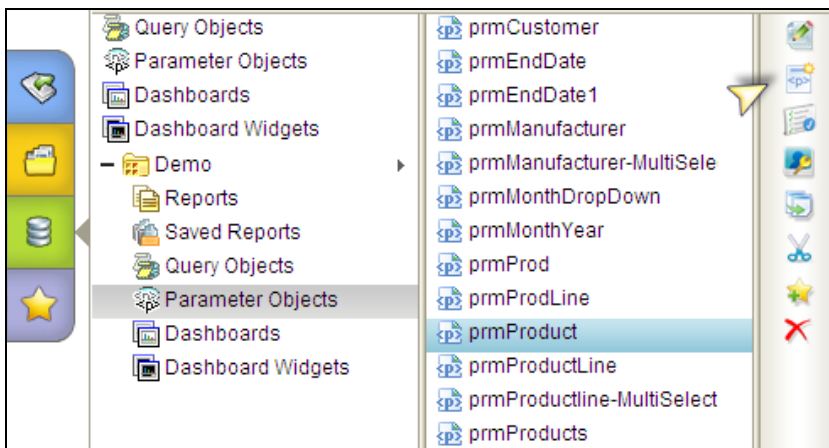 Query Objects
Parameter Objects
Dashboards
Dashboard Widgets
Demo
Reports
Saved Reports
Query Objects
Parameter Objects
Dashboards
Dashboard Widgets
prmCustomer
prmEndDate
prmEndDate1
prmManufacturer
prmManufacturer-MultiSele
prmMonthDropDown
prmMonthYear
prmProd
prmProdLine
prmProduct
prmProductLine
prmProductline-MultiSelect
prmProducts